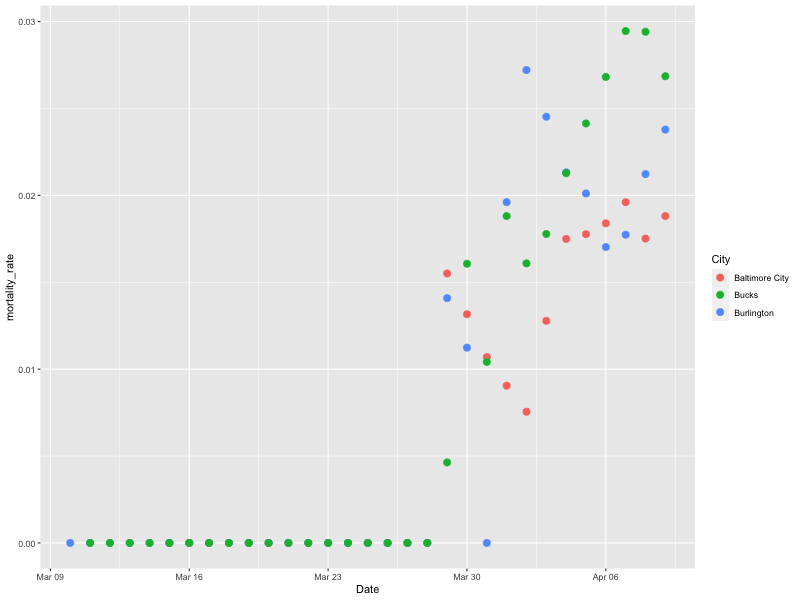 0.03
0.02
0.01
0.00
mortality_rate
Mar 09
Mar 16
Mar 23
Mar 30
Apr 06
Date
City
Baltimore City
Bucks
Burlington